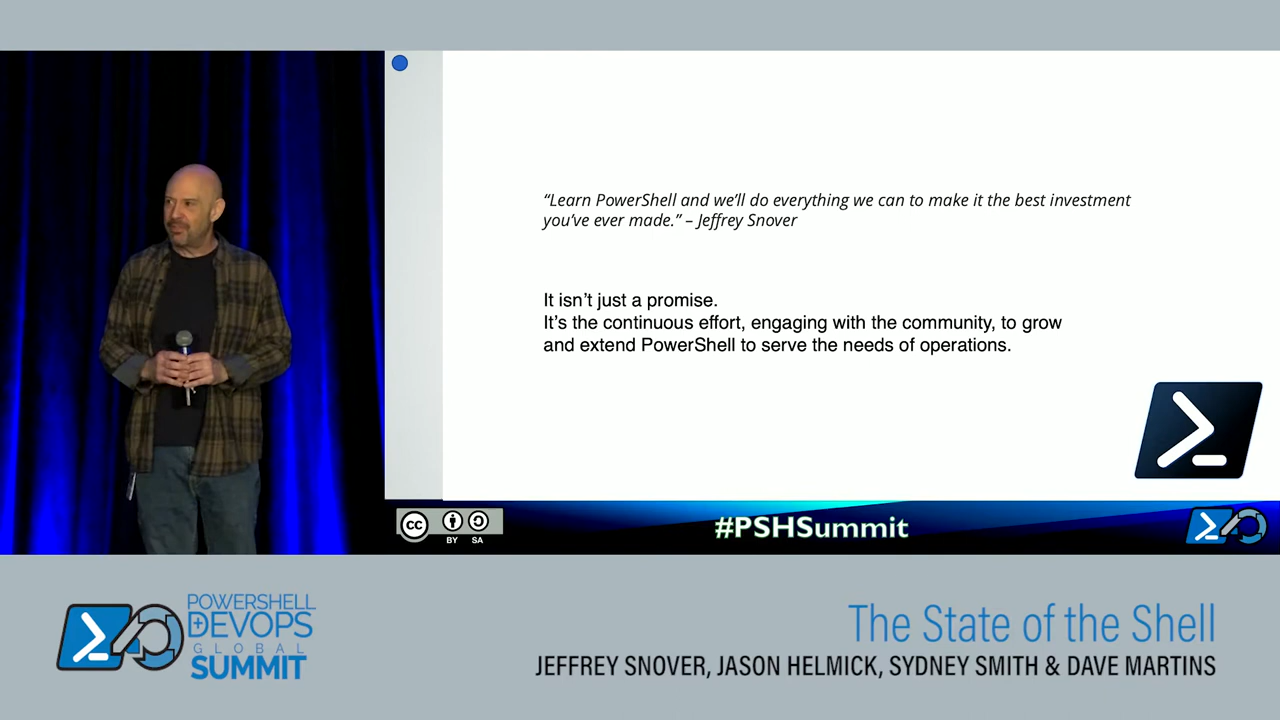 “Learn PowerShell and we’ll do everything we can to make it the best investment
you’ve ever made.” – Jeffrey Snover
It isn’t just a promise.
It’s the continuous effort, engaging with the community, to grow
and extend PowerShell to serve the needs of operations.
cc
BY SA
#PSHSummit
POWERSHELL
+DEVOPS
GLOBAL
SUMMIT
The State of the Shell
JEFFREY SNOVER, JASON HELMICK, SYDNEY SMITH & DAVE MARTINS